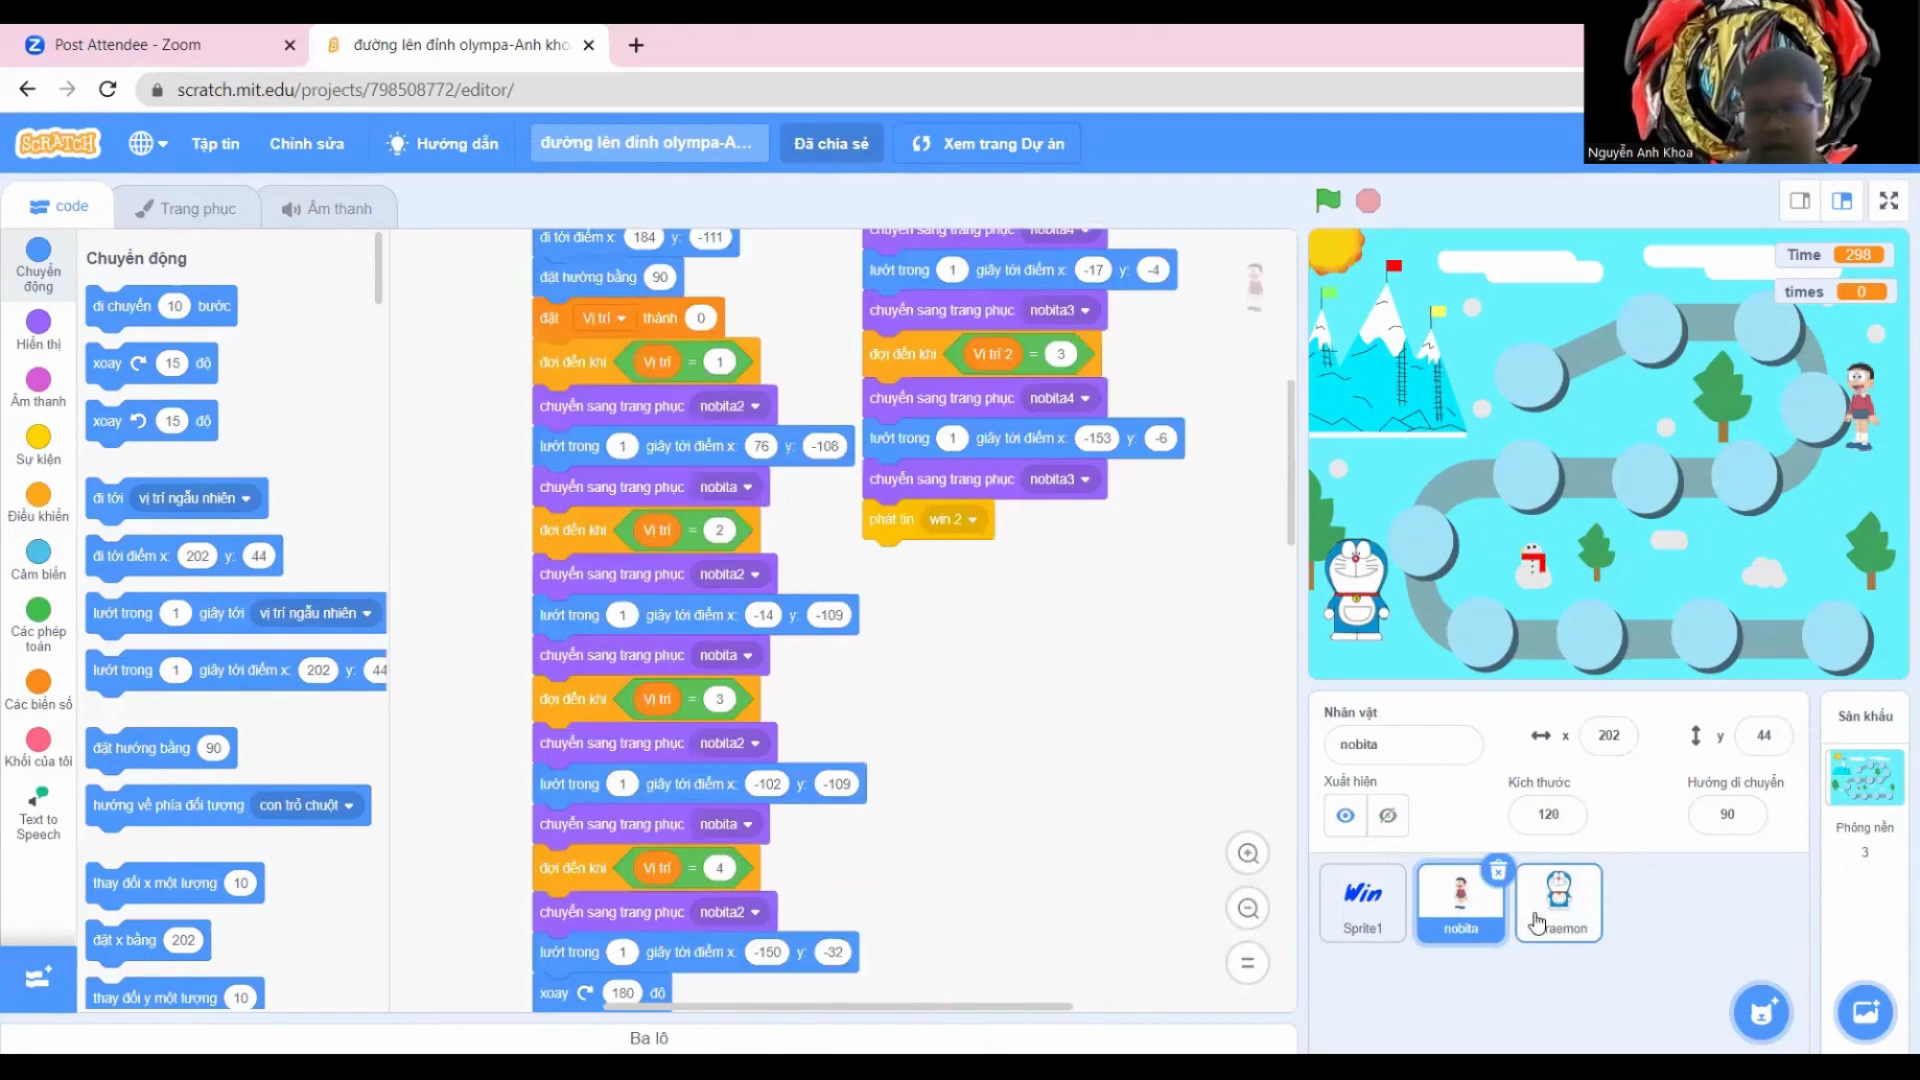 Post Attendee - Zoom
đường lên đỉnh olympa-Anh kho
scratch.mit.edu/projects/798508772/editor/
Nguyễn Anh Khoa
SCRATCH
Tập tin
Chỉnh sửa
Hướng dẫn
đường lên đỉnh olympa-A...
Đã chia sẻ
Xem trang Dự án
code
Trang phục
Âm thanh
Chuyển động
Hiển thị
Âm thanh
Sự kiện
Điều khiển
Cảm biến
Các phép toán
Các biến số
Khối của tôi
Text to Speech
Chuyển động
di chuyển 10 bước
xoay 15 độ
xoay 15 độ
đi tới vị trí ngẫu nhiên
đi tới điểm x: 202 y: 44
lướt trong 1 giây tới vị trí ngẫu nhiên
lướt trong 1 giây tới điểm x: 202 y: 44
đặt hướng bằng 90
hướng về phía đối tượng con trỏ chuột
thay đổi x một lượng 10
đặt x bằng 202
thay đổi y một lượng 10
đi tới điểm x: 184 y: -111
đặt hướng bằng 90
đặt Vị trí thành 0
đợi đến khi Vị trí = 1
chuyển sang trang phục nobita2
lướt trong 1 giây tới điểm x: 76 y: -108
chuyển sang trang phục nobita
đợi đến khi Vị trí = 2
chuyển sang trang phục nobita2
lướt trong 1 giây tới điểm x: -14 y: -109
chuyển sang trang phục nobita
đợi đến khi Vị trí = 3
chuyển sang trang phục nobita2
lướt trong 1 giây tới điểm x: -102 y: -109
chuyển sang trang phục nobita
đợi đến khi Vị trí = 4
chuyển sang trang phục nobita2
lướt trong 1 giây tới điểm x: -150 y: -32
xoay 180 độ
chuyển sang trang phục nobita4
lướt trong 1 giây tới điểm x: -17 y: -4
chuyển sang trang phục nobita3
đợi đến khi Vị trí 2 = 3
chuyển sang trang phục nobita4
lướt trong 1 giây tới điểm x: -153 y: -6
chuyển sang trang phục nobita3
phát tin win 2
Ba lô
Time 298
times 0
Nhân vật
nobita
x 202
y 44
Xuất hiện
Kích thước
120
Hướng di chuyển
90
Win
Sprite1
nobita
raemon
Sân khấu
Phông nền
3